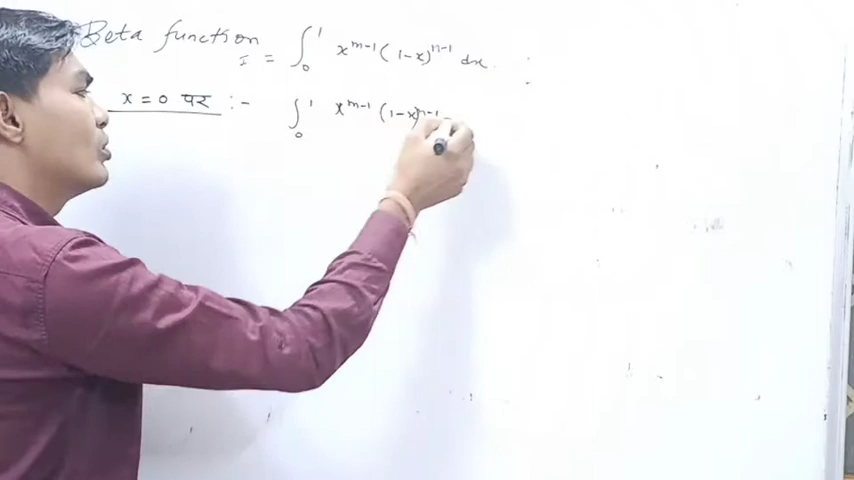 Beta function I = ∫₀¹ x^{m-1} (1-x)^{n-1} dx.
x = 0 पर :- ∫₀¹ x^{m-1} (1-x)^{n-1}